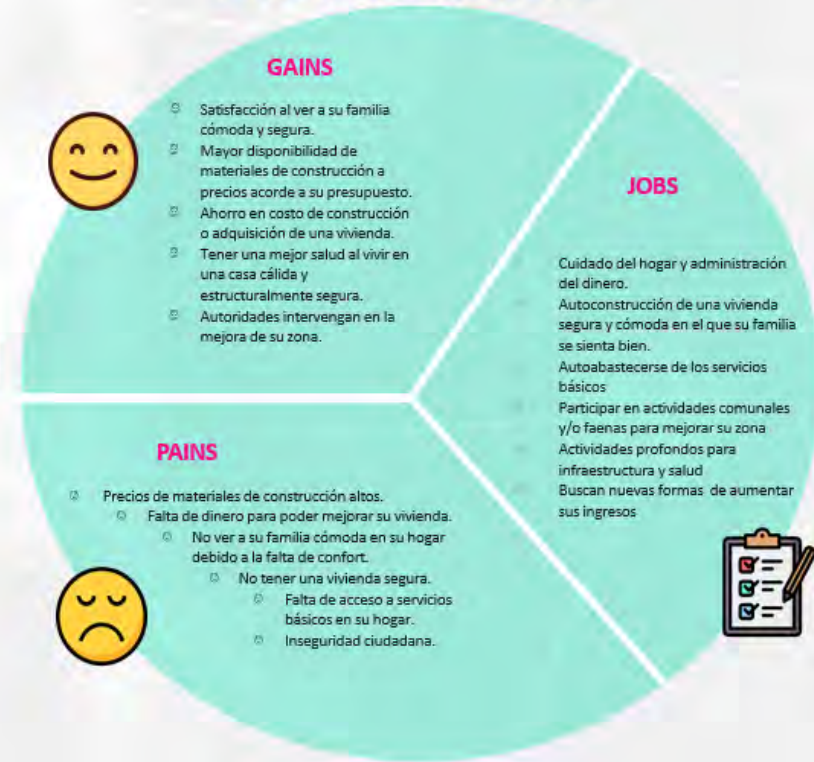 GAINS
Satisfacción al ver a su familia
cómoda y segura.
Mayor disponibilidad de
materiales de construcción a
precios acorde a su presupuesto.
Ahorro en costo de construcción
o adquisición de una vivienda.
Tener una mejor salud al vivir en
una casa cálida y
estructuralmente segura.
Autoridades intervengan en la
mejora de su zona.
JOBS
Cuidado del hogar y administración
del dinero.
Autoconstrucción de una vivienda
segura y cómoda en el que su familia
se sienta bien.
Autoabastecerse de los servicios
básicos
Participar en actividades comunales
y/o faenas para mejorar su zona
Actividades profondos para
infraestructura y salud
Buscan nuevas formas de aumentar
sus ingresos
PAINS
Precios de materiales de construcción altos.
Falta de dinero para poder mejorar su vivienda.
No ver a su familia cómoda en su hogar
debido a la falta de confort.
No tener una vivienda segura.
Falta de acceso a servicios
básicos en su hogar.
Inseguridad ciudadana.